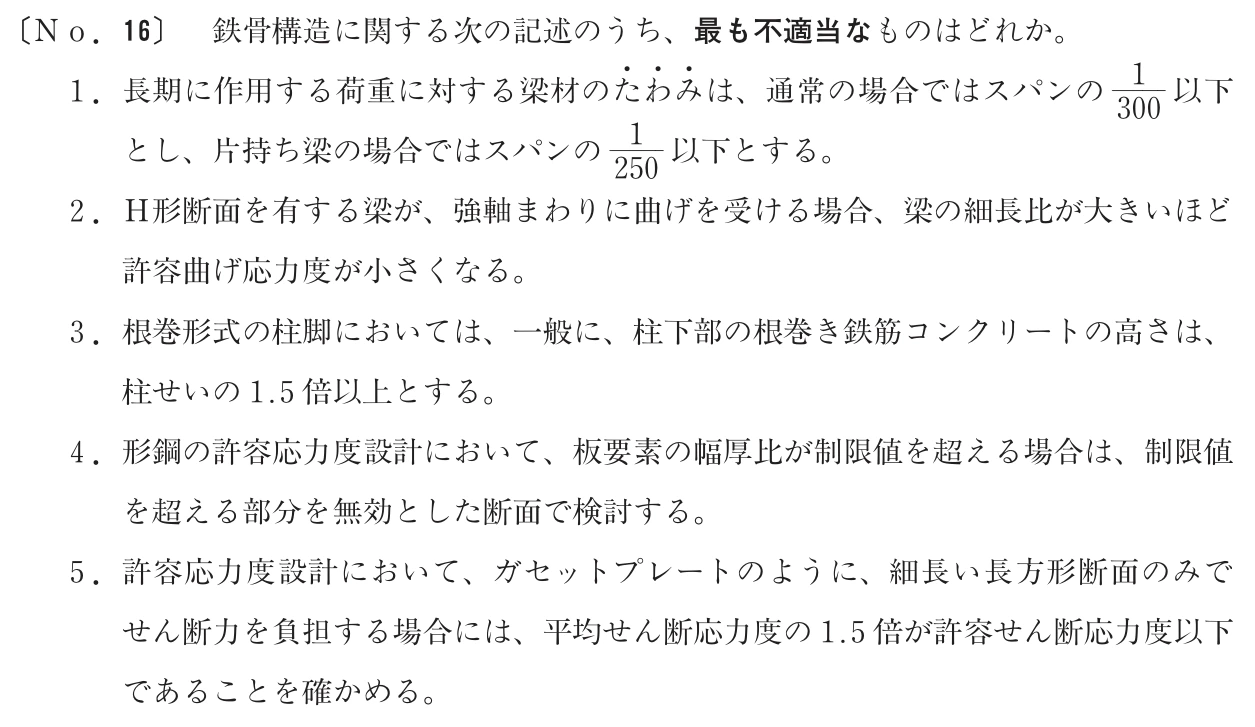 〔No. 16〕 鉄骨構造に関する次の記述のうち、最も不適当なものはどれか。
1. 長期に作用する荷重に対する梁材のたわみは、通常の場合ではスパンの 1/300 以下
とし、片持ち梁の場合ではスパンの 1/250 以下とする。
2. H形断面を有する梁が、強軸まわりに曲げを受ける場合、梁の細長比が大きいほど
許容曲げ応力度が小さくなる。
3. 根巻形式の柱脚においては、一般に、柱下部の根巻き鉄筋コンクリートの高さは、
柱せいの 1.5 倍以上とする。
4. 形鋼の許容応力度設計において、板要素の幅厚比が制限値を超える場合は、制限値
を超える部分を無効とした断面で検討する。
5. 許容応力度設計において、ガセットプレートのように、細長い長方形断面のみで
せん断力を負担する場合には、平均せん断応力度の 1.5 倍が許容せん断応力度以下
であることを確かめる。